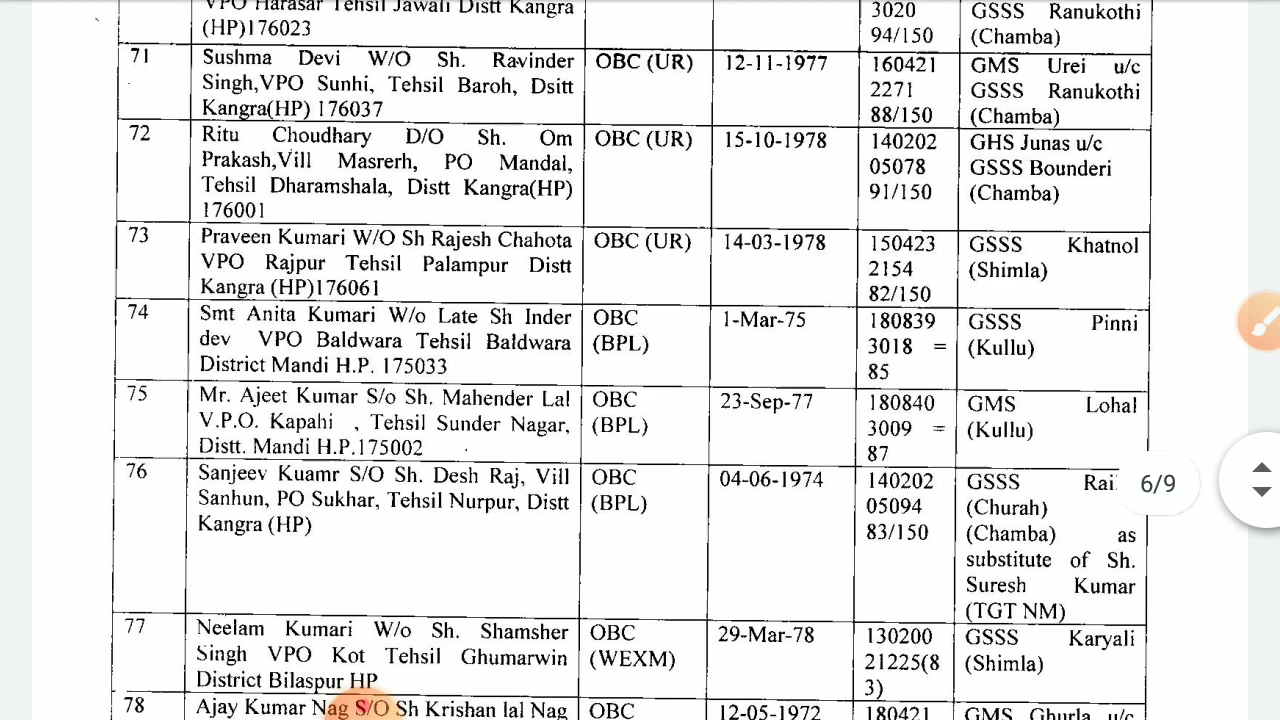 VPO Harasar Tehsil Jawali Distt Kangra
(HP)176023
3020
94/150
GSSS Ranukothi
(Chamba)
71
Sushma Devi W/O Sh. Ravinder
Singh,VPO Sunhi, Tehsil Baroh, Dsitt
Kangra(HP) 176037
OBC (UR)
12-11-1977
160421
2271
88/150
GMS Urei u/c
GSSS Ranukothi
(Chamba)
72
Ritu Choudhary D/O Sh. Om
Prakash,Vill Masrerh, PO Mandal,
Tehsil Dharamshala, Distt Kangra(HP)
176001
OBC (UR)
15-10-1978
140202
05078
91/150
GHS Junas u/c
GSSS Bounderi
(Chamba)
73
Praveen Kumari W/O Sh Rajesh Chahota
VPO Rajpur Tehsil Palampur Distt
Kangra (HP)176061
OBC (UR)
14-03-1978
150423
2154
82/150
GSSS Khatnol
(Shimla)
74
Smt Anita Kumari W/o Late Sh Inder
dev VPO Baldwara Tehsil Baldwara
District Mandi H.P. 175033
OBC
(BPL)
1-Mar-75
180839
3018 =
85
GSSS Pinni
(Kullu)
75
Mr. Ajeet Kumar S/o Sh. Mahender Lal
V.P.O. Kapahi , Tehsil Sunder Nagar,
Distt. Mandi H.P.175002
OBC
(BPL)
23-Sep-77
180840
3009 =
87
GMS Lohal
(Kullu)
76
Sanjeev Kuamr S/O Sh. Desh Raj, Vill
Sanhun, PO Sukhar, Tehsil Nurpur, Distt
Kangra (HP)
OBC
(BPL)
04-06-1974
140202
05094
83/150
GSSS
(Churah)
(Chamba) as
substitute of Sh.
Suresh Kumar
(TGT NM)
6/9
77
Neelam Kumari W/o Sh. Shamsher
Singh VPO Kot Tehsil Ghumarwin
District Bilaspur HP
OBC
(WEXM)
29-Mar-78
130200
21225(8
3)
GSSS Karyali
(Shimla)
78
Ajay Kumar Nag S/O Sh Krishan lal Nag
OBC
12-05-1972
180421
GMS Ghurla u/c